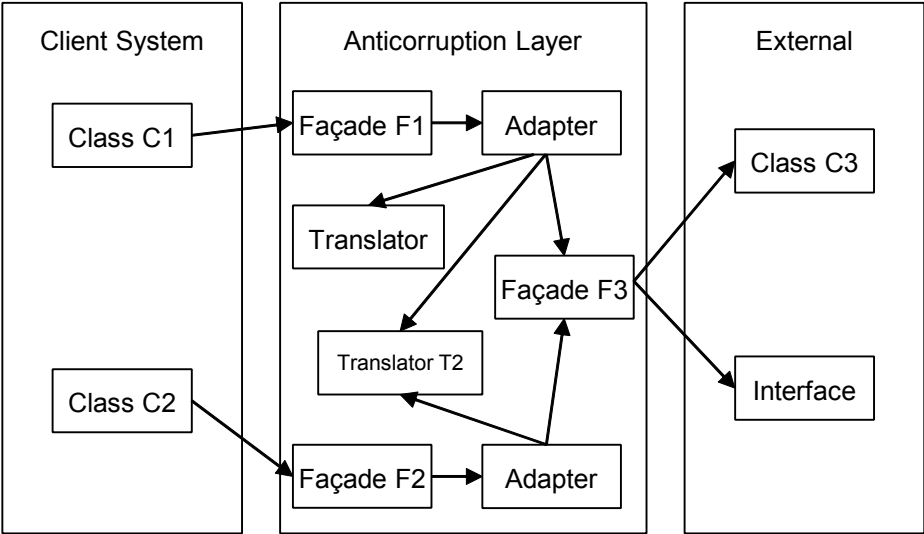 Client System
Anticorruption Layer
External
Class C1
Façade F1
Adapter
Class C3
Translator
Façade F3
Translator T2
Class C2
Interface
Façade F2
Adapter